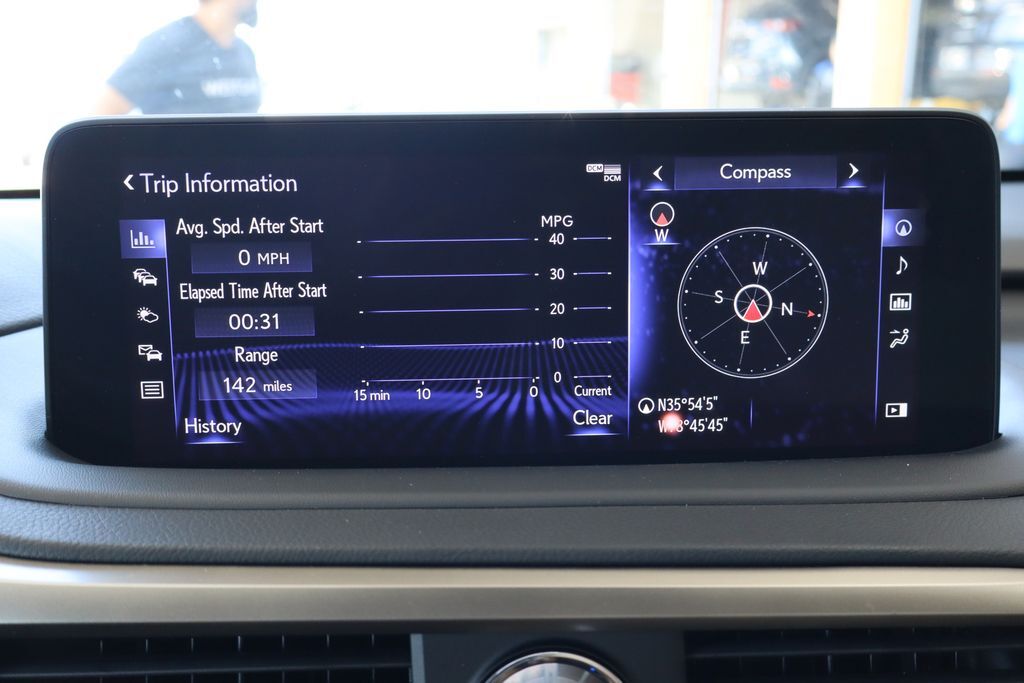 Trip Information
DCM
DCM
Avg. Spd. After Start
0 MPH
Elapsed Time After Start
00:31
Range
142 miles
History
MPG
40
30
20
10
0
15 min 10 5 0
Current
Clear
Compass
W
W
S
N
E
N35°54'5"
°45'45"